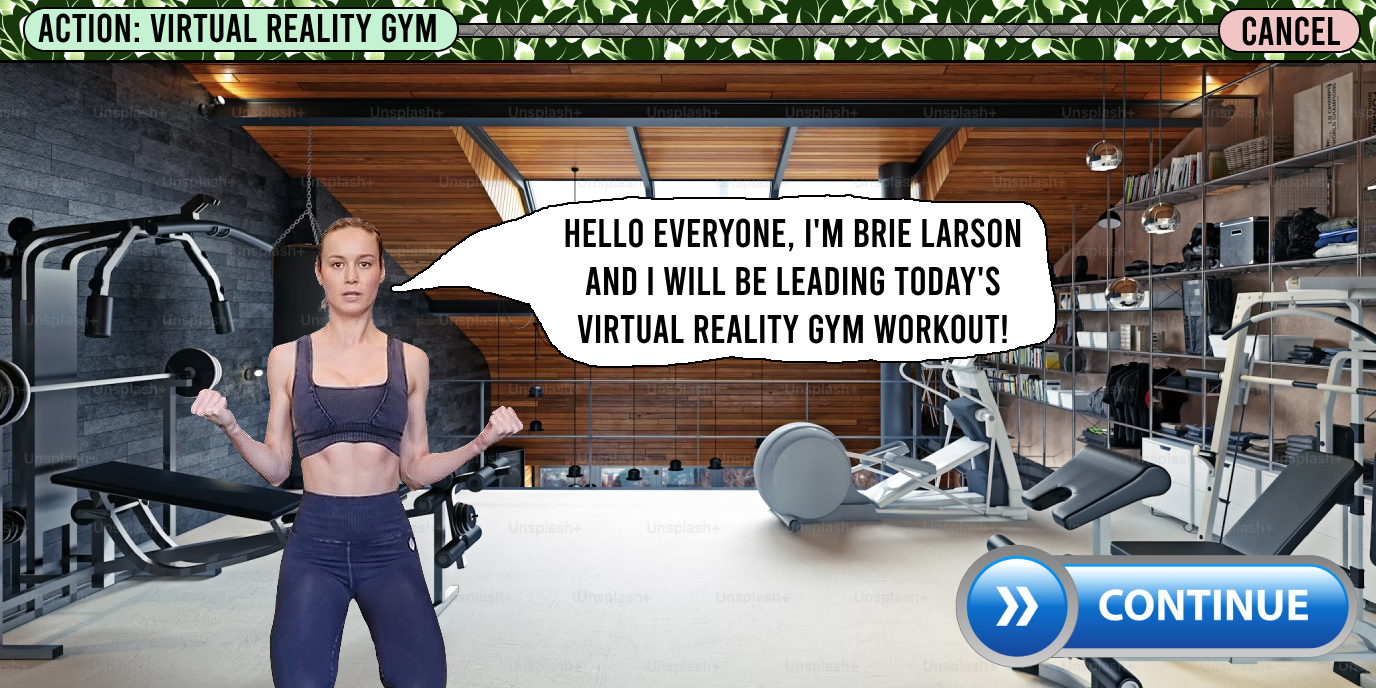 ACTION: VIRTUAL REALITY GYM
CANCEL
HELLO EVERYONE, I'M BRIE LARSON
AND I WILL BE LEADING TODAY'S
VIRTUAL REALITY GYM WORKOUT!
CONTINUE
Unsplash+